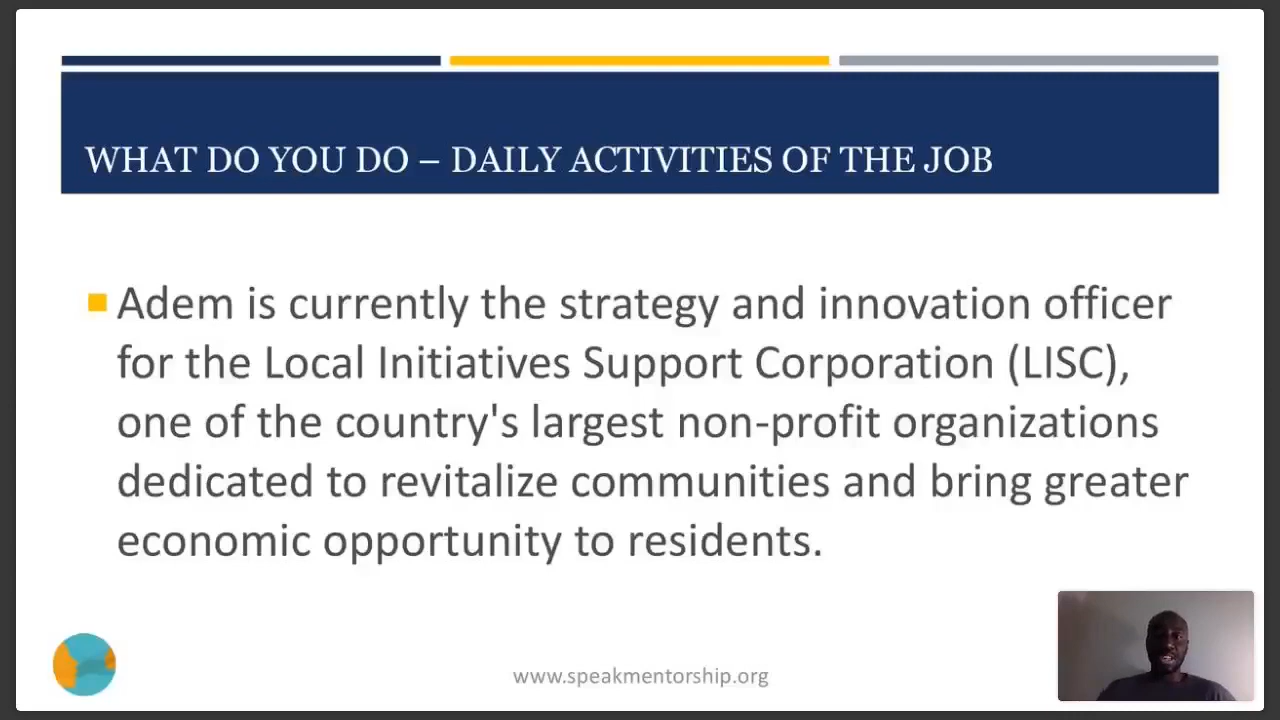 WHAT DO YOU DO – DAILY ACTIVITIES OF THE JOB
Adem is currently the strategy and innovation officer
for the Local Initiatives Support Corporation (LISC),
one of the country's largest non-profit organizations
dedicated to revitalize communities and bring greater
economic opportunity to residents.
www.speakmentorship.org